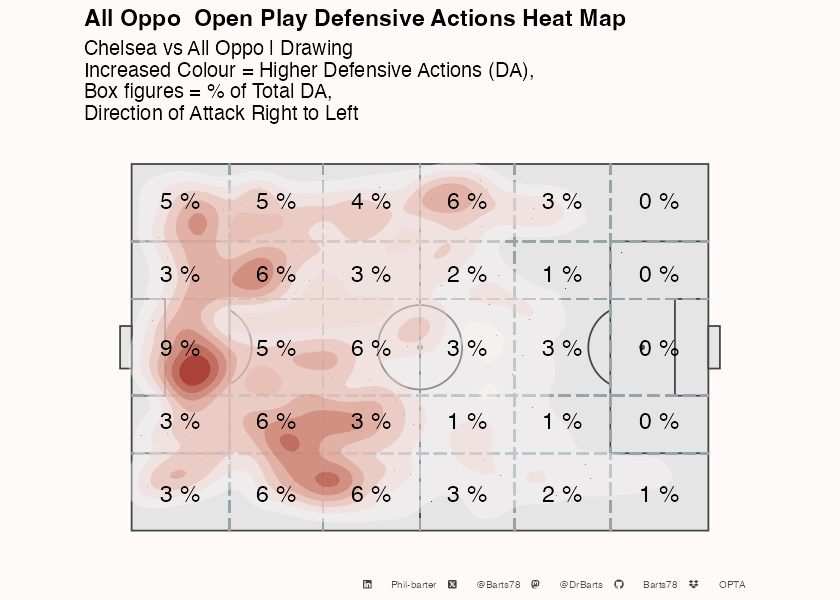 All Oppo  Open Play Defensive Actions Heat Map
Chelsea vs All Oppo | Drawing
Increased Colour = Higher Defensive Actions (DA),
Box figures = % of Total DA,
Direction of Attack Right to Left
5 % 5 % 4 % 6 % 3 % 0 %
3 % 6 % 3 % 2 % 1 % 0 %
9 % 5 % 6 % 3 % 3 % 0 %
3 % 6 % 3 % 1 % 1 % 0 %
3 % 6 % 6 % 3 % 2 % 1 %
Phil-barter @Barts78 @DrBarts Barts78 OPTA